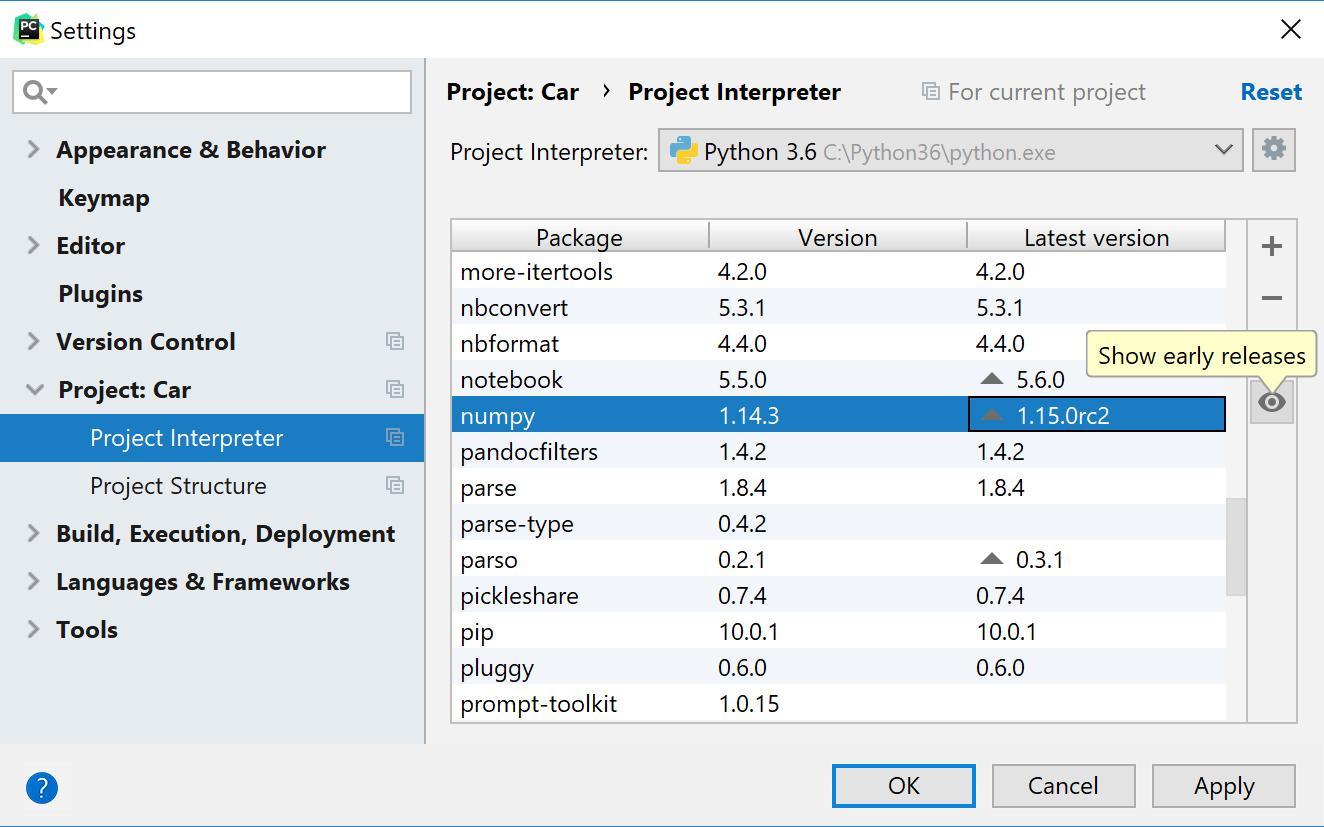 PC Settings
Appearance & Behavior
Keymap
Editor
Plugins
Version Control
Project: Car
Project Interpreter
Project Structure
Build, Execution, Deployment
Languages & Frameworks
Tools
Project: Car › Project Interpreter For current project Reset
Project Interpreter: Python 3.6 C:\Python36\python.exe
Package Version Latest version
more-itertools 4.2.0 4.2.0
nbconvert 5.3.1 5.3.1
nbformat 4.4.0 4.4.0
Show early releases
notebook 5.5.0 5.6.0
numpy 1.14.3 1.15.0rc2
pandocfilters 1.4.2 1.4.2
parse 1.8.4 1.8.4
parse-type 0.4.2
parso 0.2.1 0.3.1
pickleshare 0.7.4 0.7.4
pip 10.0.1 10.0.1
pluggy 0.6.0 0.6.0
prompt-toolkit 1.0.15
? OK Cancel Apply